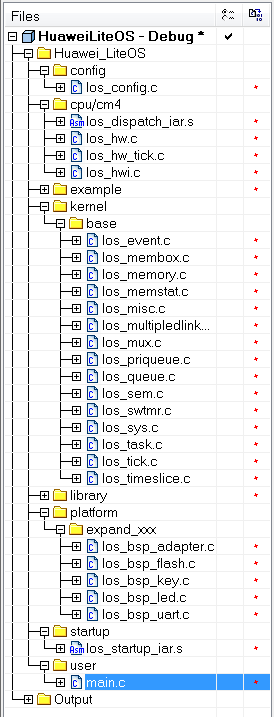 Files
HuaweiLiteOS - Debug *
Huawei_LiteOS
config
los_config.c
cpu/cm4
los_dispatch_iar.s
los_hw.c
los_hw_tick.c
los_hwi.c
example
kernel
base
los_event.c
los_membox.c
los_memory.c
los_memstat.c
los_misc.c
los_multipledlink...
los_mux.c
los_priqueue.c
los_queue.c
los_sem.c
los_swtmr.c
los_sys.c
los_task.c
los_tick.c
los_timeslice.c
library
platform
expand_xxx
los_bsp_adapter.c
los_bsp_flash.c
los_bsp_key.c
los_bsp_led.c
los_bsp_uart.c
startup
los_startup_iar.s
user
main.c
Output